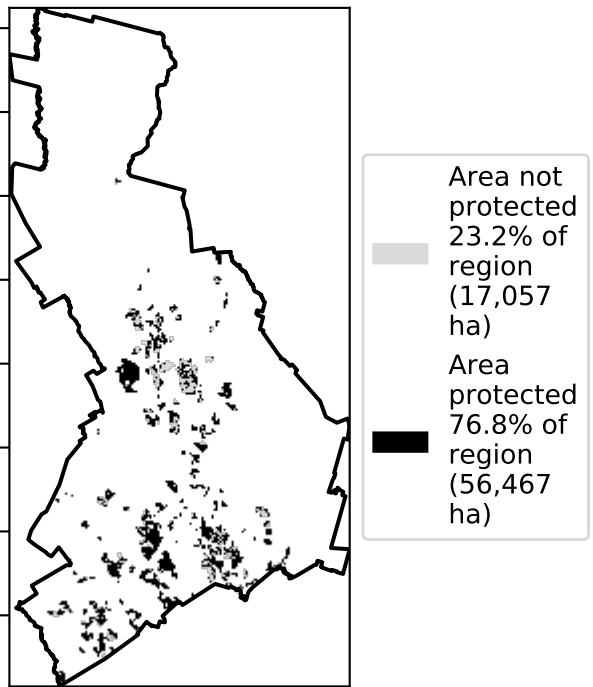 Area not
protected
23.2% of
region
(17,057
ha)
Area
protected
76.8% of
region
(56,467
ha)